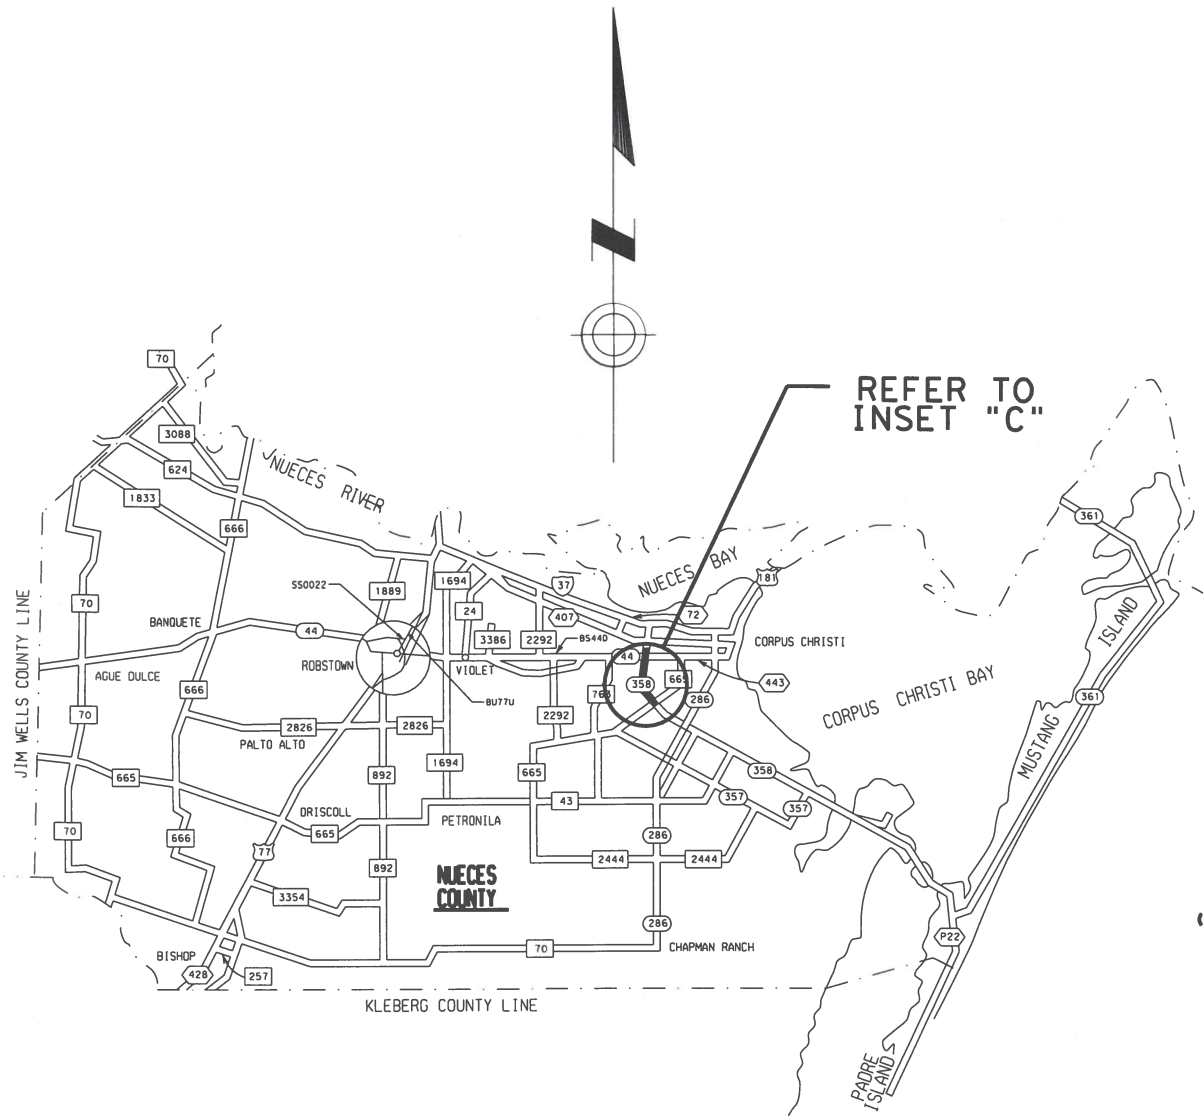 N
REFER TO
INSET "C"
70
3088
624
1833
666
NUECES RIVER
361
NUECES BAY
181
37
SS0022
1889
1694
24
407
72
70
BANQUETE
44
3386
2292
BS44D
CORPUS CHRISTI
ISLAND
JIM WELLS COUNTY LINE
AGUE DULCE
ROBSTOWN
VIOLET
44
358
665
443
CORPUS CHRISTI BAY
666
BU77U
286
361
70
2826
2826
2292
PALTO ALTO
MUSTANG
665
892
1694
665
358
357
357
DRISCOLL
43
PETRONILA
665
70
666
286
77
892
2444
2444
NUECES
COUNTY
3354
286
P22
70
CHAPMAN RANCH
BISHOP
428
257
KLEBERG COUNTY LINE
PADRE
ISLAND